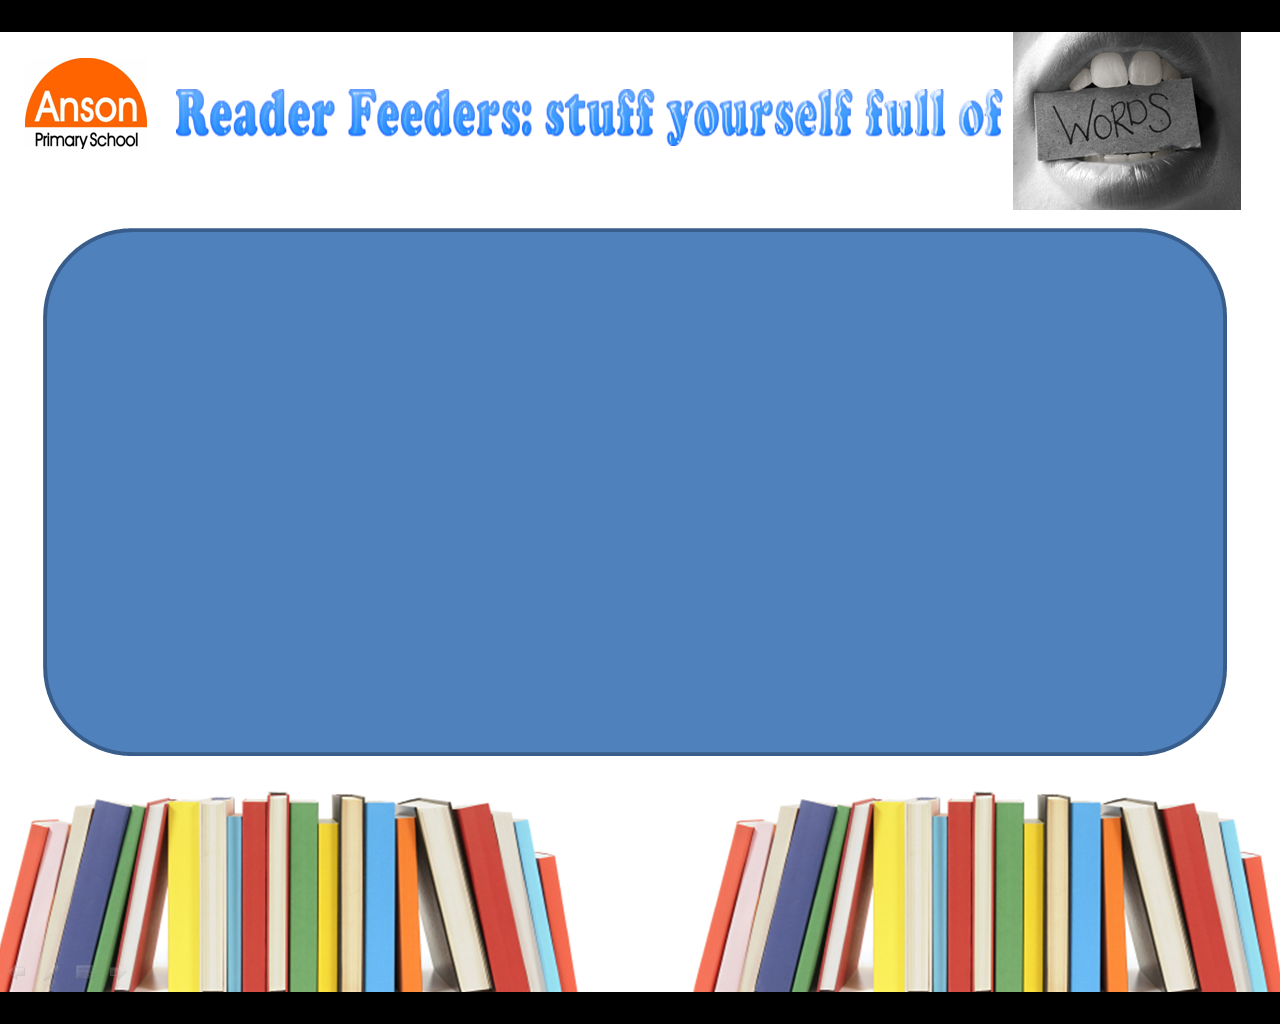 Anson
Primary School
Reader Feeders: stuff yourself full of
WORDS